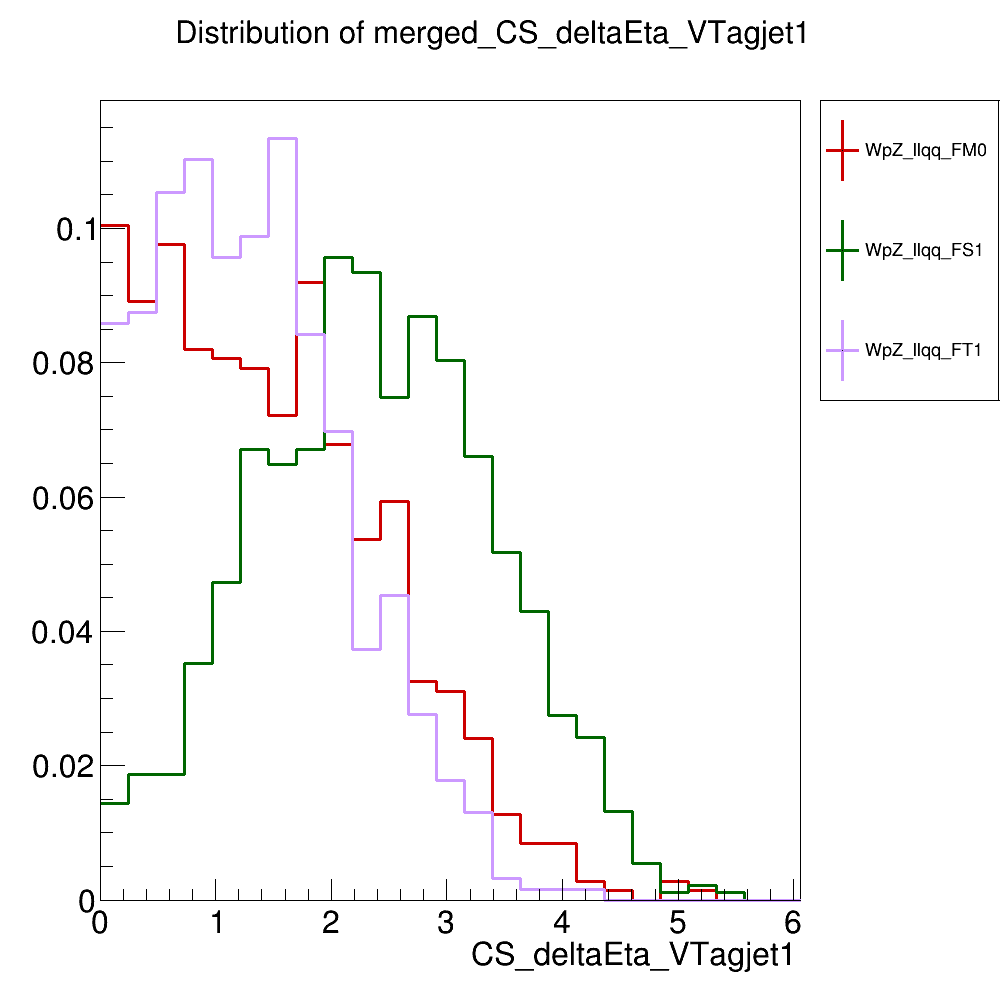 Distribution of merged_CS_deltaEta_VTagjet1
WpZ_llqq_FM0
WpZ_llqq_FS1
WpZ_llqq_FT1
0.1
0.08
0.06
0.04
0.02
0
0 1 2 3 4 5 6
CS_deltaEta_VTagjet1